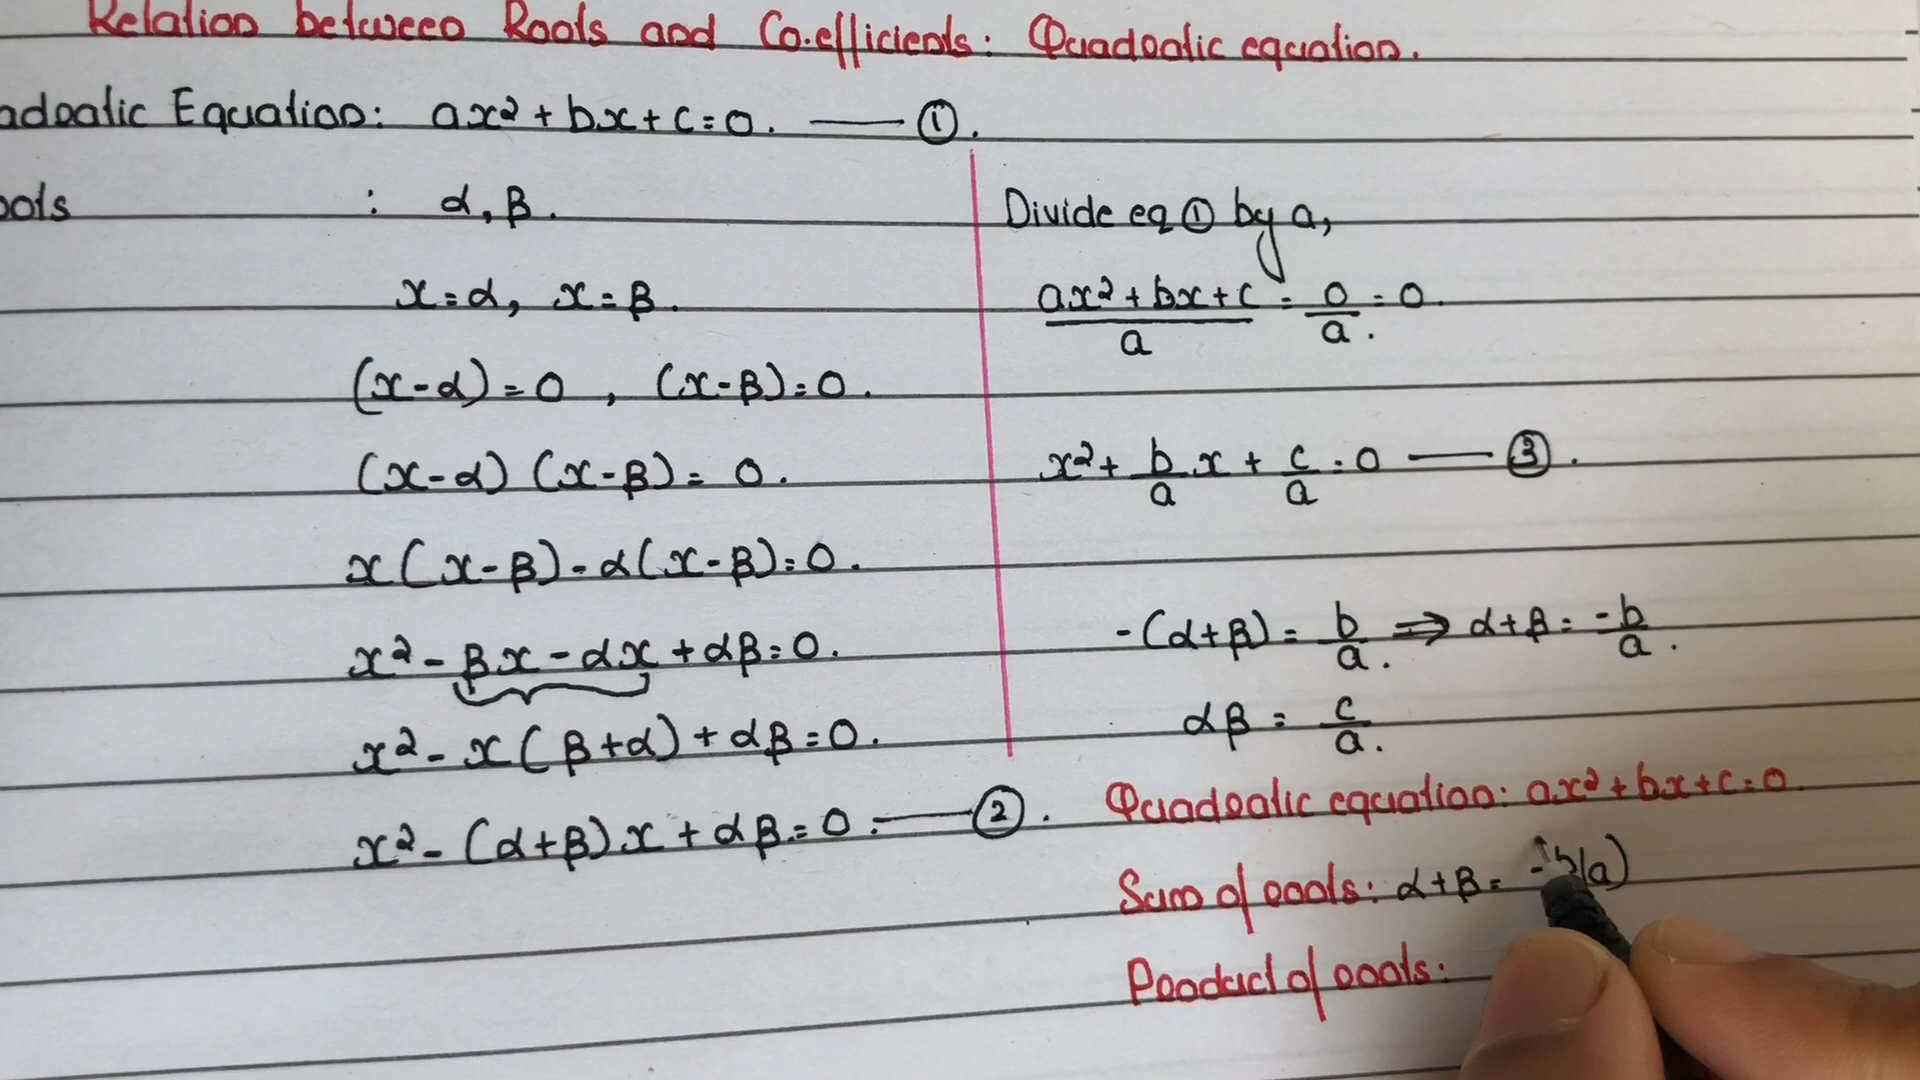 Relation between Roots and Co.efficients: Quadratic equation.
adratic Equation: ax² + bx + c = 0. —— ①.
oots : α, β.
x = α, x = β.
(x - α) = 0 , (x - β) = 0.
(x - α) (x - β) = 0.
x(x - β) - α(x - β) = 0.
x² - βx - αx + αβ = 0.
x² - x(β + α) + αβ = 0.
x² - (α + β)x + αβ = 0. —— ②.
Divide eq ① by a,
ax² + bx + c / a = 0 / a. = 0.
x² + b/a x + c/a = 0 —— ③.
-(α + β) = b/a. ⇒ α + β = -b/a.
αβ = c/a.
Quadratic equation: ax² + bx + c = 0.
Sum of roots: α + β =
Product of roots: